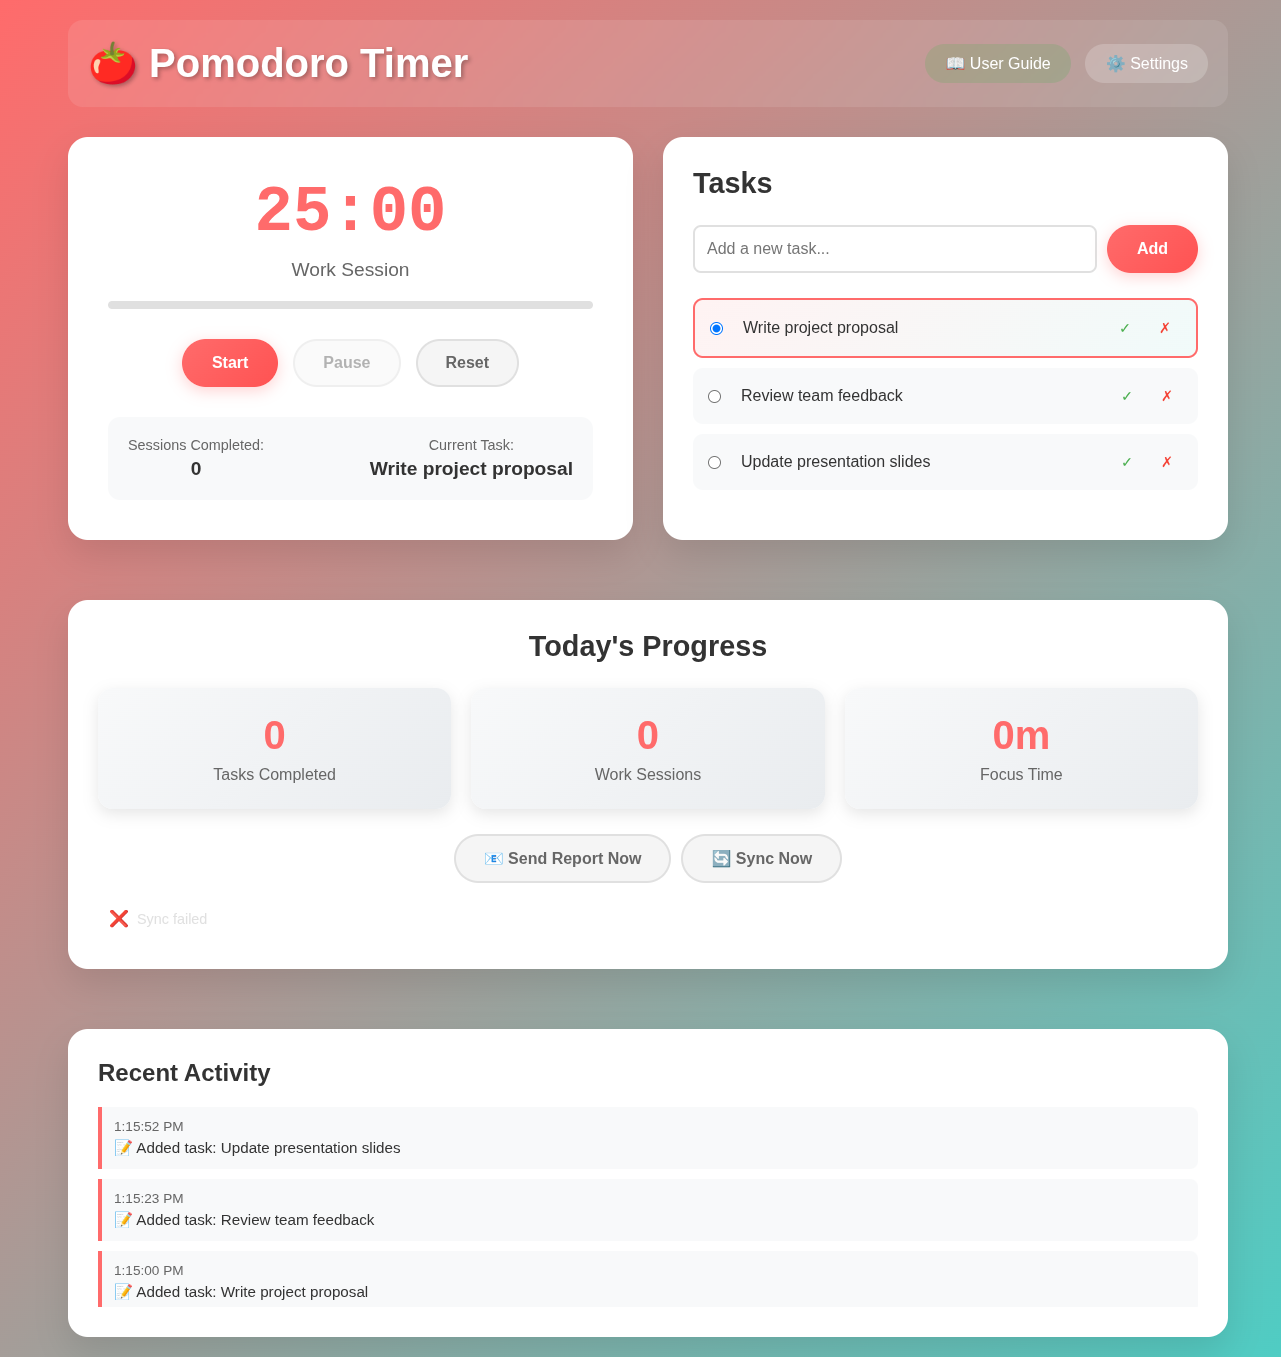 🍅 Pomodoro Timer
📖 User Guide
⚙️ Settings
25:00
Work Session
Start
Pause
Reset
Sessions Completed:
0
Current Task:
Write project proposal
Tasks
Add a new task...
Add
Write project proposal ✓ ✗
Review team feedback ✓ ✗
Update presentation slides ✓ ✗
Today's Progress
0
Tasks Completed
0
Work Sessions
0m
Focus Time
📧 Send Report Now
🔄 Sync Now
❌ Sync failed
Recent Activity
1:15:52 PM
📝 Added task: Update presentation slides
1:15:23 PM
📝 Added task: Review team feedback
1:15:00 PM
📝 Added task: Write project proposal